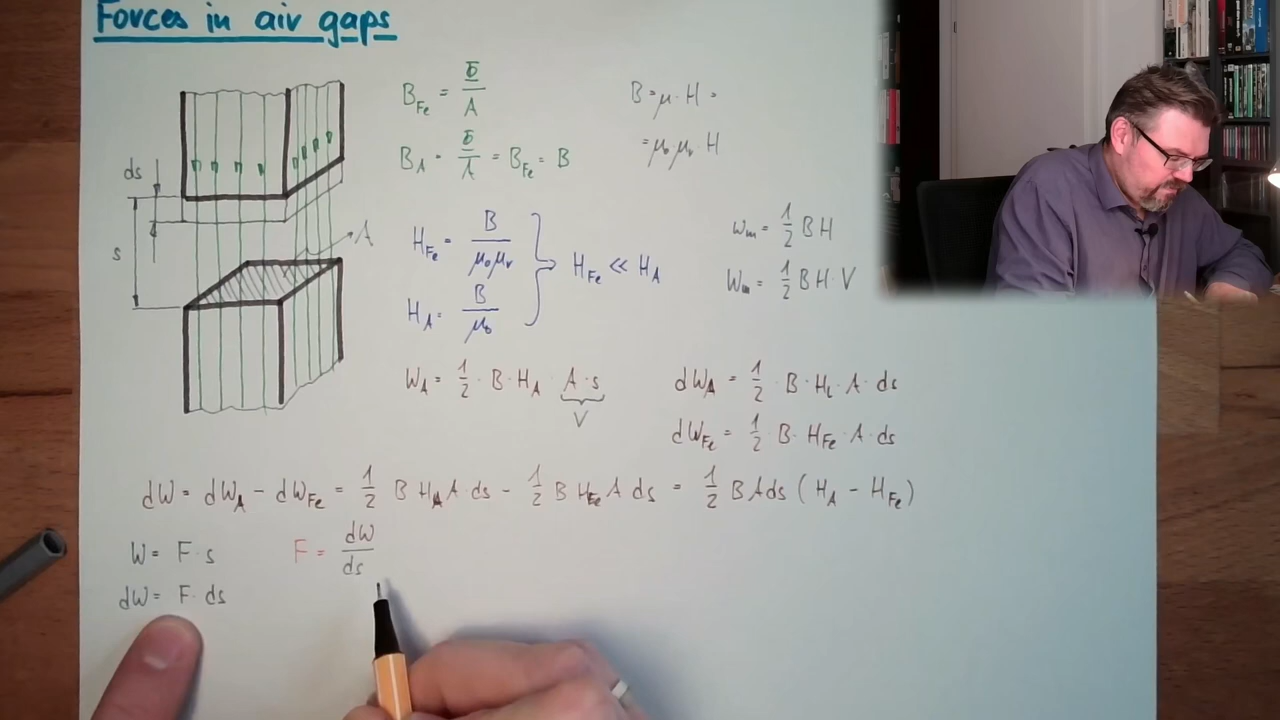 Forces in air gaps
B_Fe = Φ/A
B_A = Φ/A = B_Fe = B
B = μ · H =
= μ₀ μᵣ H
ds
s
A
H_Fe = B/(μ₀μᵣ)
H_A = B/μ₀
} H_Fe ≪ H_A
w_m = 1/2 B H
W_m = 1/2 B H · V
W_A = 1/2 · B · H_A · A · s
V
dW_A = 1/2 · B · H_L · A · ds
dW_Fe = 1/2 B · H_Fe · A · ds
dW = dW_A − dW_Fe = 1/2 B H_A A · ds − 1/2 B H_Fe A ds = 1/2 B A ds (H_A − H_Fe)
W = F · s
F = dW/ds
dW = F · ds